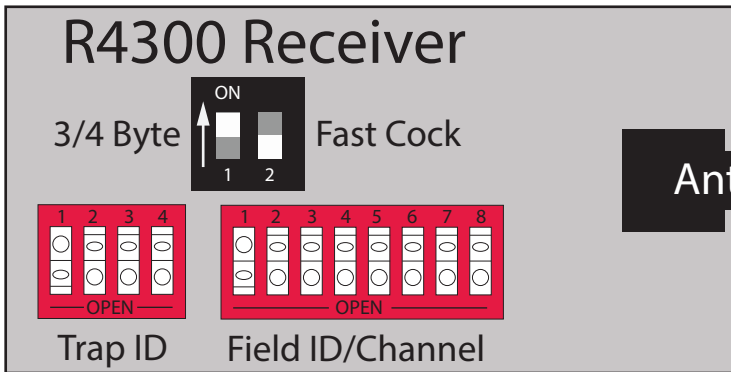 R4300 Receiver
ON
3/4 Byte
Fast Cock
1 2
Ant
1 2 3 4
1 2 3 4 5 6 7 8
OPEN
OPEN
Trap ID
Field ID/Channel